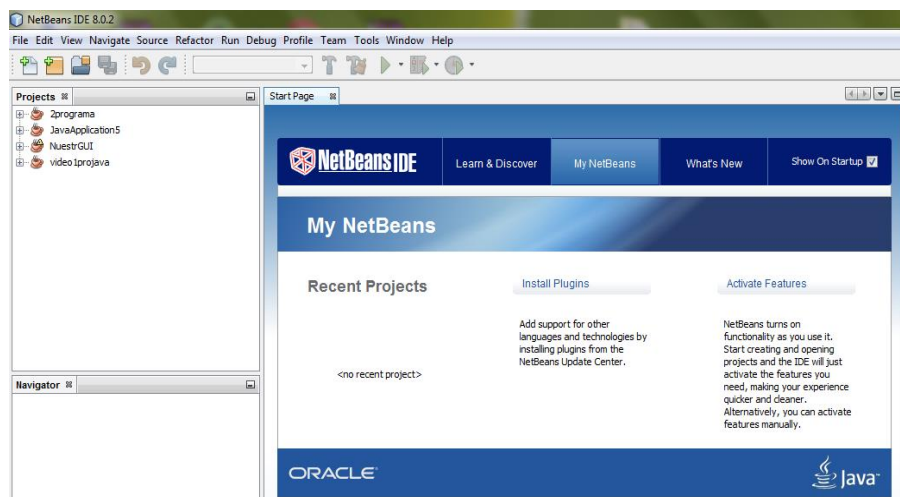 NetBeans IDE 8.0.2
File Edit View Navigate Source Refactor Run Debug Profile Team Tools Window Help
Projects
Start Page
2programa
JavaApplication5
NuestrGUI
video1projava
NetBeans IDE
Learn & Discover
My NetBeans
What's New
Show On Startup
My NetBeans
Recent Projects
<no recent project>
Install Plugins
Add support for other
languages and technologies by
installing plugins from the
NetBeans Update Center.
Activate Features
NetBeans turns on
functionality as you use it.
Start creating and opening
projects and the IDE will just
activate the features you
need, making your experience
quicker and cleaner.
Alternatively, you can activate
features manually.
Navigator
ORACLE
Java